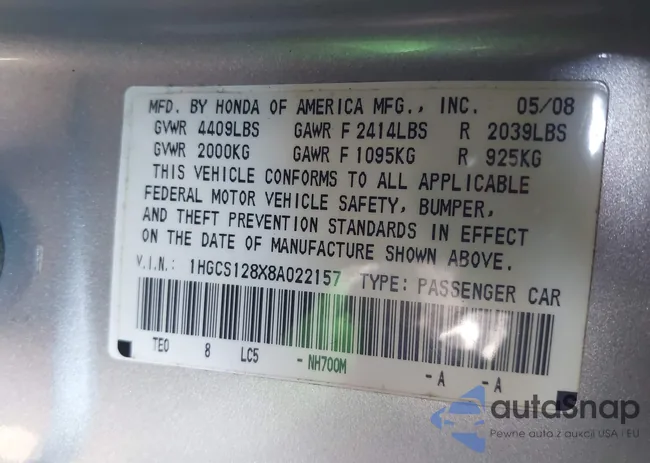 MFD. BY HONDA OF AMERICA MFG., INC. 05/08
GVWR 4409LBS GAWR F 2414LBS R 2039LBS
GVWR 2000KG GAWR F 1095KG R 925KG
THIS VEHICLE CONFORMS TO ALL APPLICABLE
FEDERAL MOTOR VEHICLE SAFETY, BUMPER,
AND THEFT PREVENTION STANDARDS IN EFFECT
ON THE DATE OF MANUFACTURE SHOWN ABOVE.
V.I.N.: 1HGCS128X8A022157 TYPE: PASSENGER CAR
TE0 8 LC5 - NH700M - A - A
autosnap
Pewne auto z aukcji USA / EU